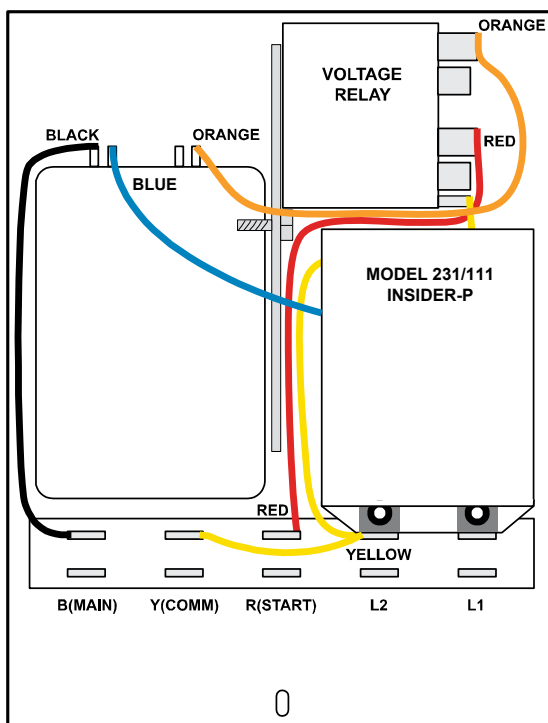 ORANGE
VOLTAGE
RELAY
BLACK
ORANGE
RED
BLUE
MODEL 231/111
INSIDER-P
RED
YELLOW
B(MAIN) Y(COMM) R(START) L2 L1